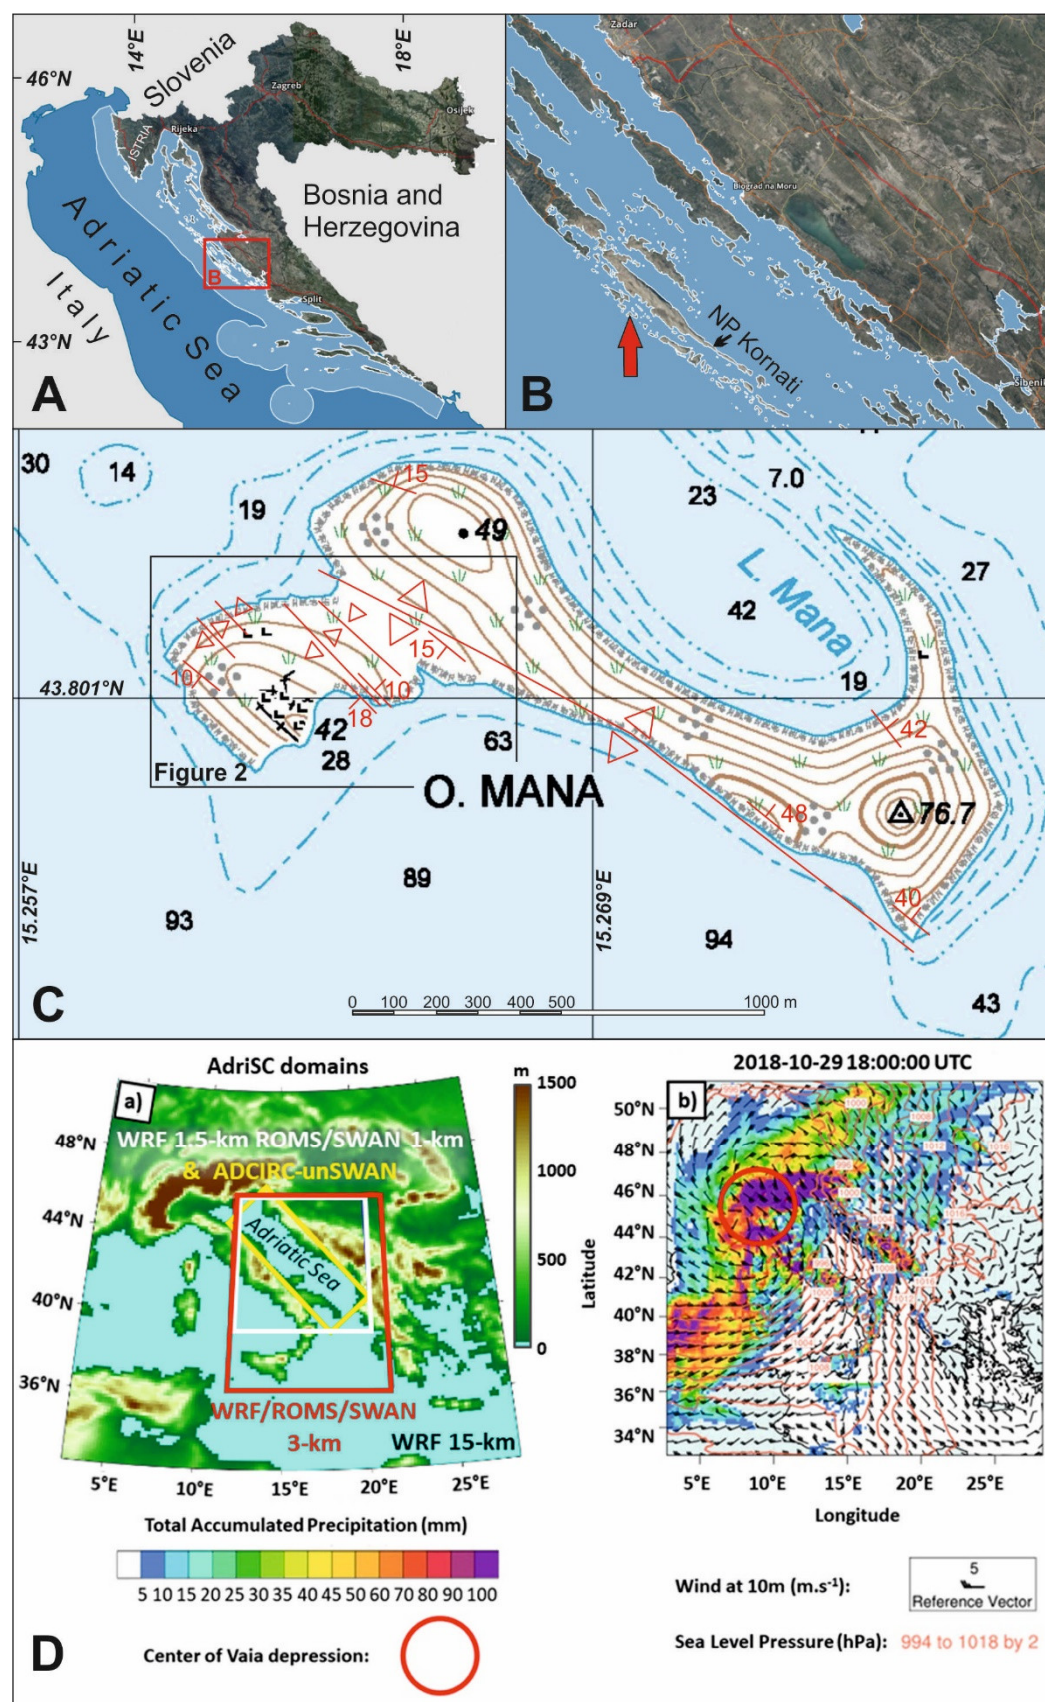 14°E
18°E
46°N
Slovenia
Zagreb
Osijek
Rijeka
ISTRIA
Bosnia and
Herzegovina
Adriatic Sea
Italy
B
Split
43°N
A
Zadar
Biograd na Moru
NP Kornati
Šibenik
B
30
14
19
15
49
23
7.0
27
L. Mana
42
19
15
10
10
18
43.801°N
42
28
63
42
Figure 2
O. MANA
48
76.7
40
15.257°E
15.269°E
89
93
94
43
0 100 200 300 400 500 1000 m
C
AdriSC domains
a)
m
1500
1000
500
0
48°N
44°N
40°N
36°N
WRF 1.5-km ROMS/SWAN 1-km
& ADCIRC-unSWAN
Adriatic Sea
WRF/ROMS/SWAN
3-km
WRF 15-km
5°E 10°E 15°E 20°E 25°E
2018-10-29 18:00:00 UTC
b)
Latitude
50°N
48°N
46°N
44°N
42°N
40°N
38°N
36°N
34°N
5°E 10°E 15°E 20°E 25°E
Longitude
Total Accumulated Precipitation (mm)
5 10 15 20 25 30 35 40 45 50 60 70 80 90 100
Center of Vaia depression:
Wind at 10m (m.s⁻¹):
5
Reference Vector
Sea Level Pressure (hPa): 994 to 1018 by 2
D